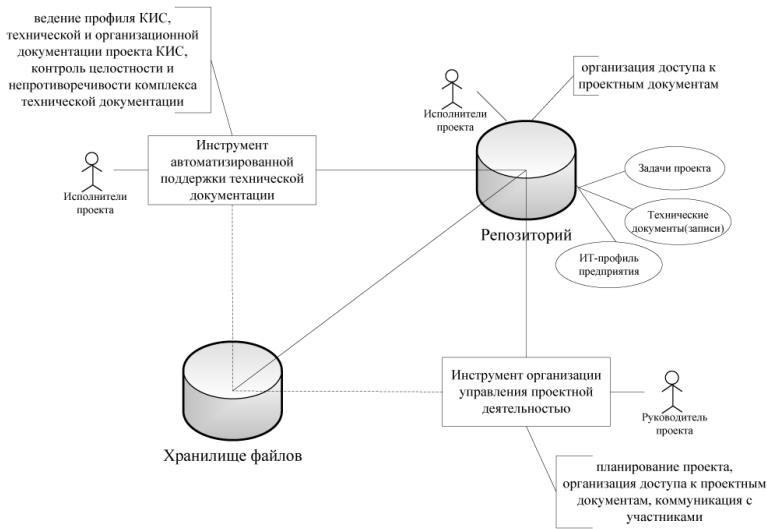 ведение профиля КИС,
технической и организационной
документации проекта КИС,
контроль целостности и
непротиворечивости комплекса
технической документации
организация доступа к
проектным документам
Исполнители
проекта
Инструмент
автоматизированной
поддержки технической
документации
Исполнители
проекта
Задачи проекта
Технические
документы(записи)
ИТ-профиль
предприятия
Репозиторий
Инструмент организации
управления проектной
деятельностью
Руководитель
проекта
Хранилище файлов
планирование проекта,
организация доступа к проектным
документам, коммуникация с
участниками